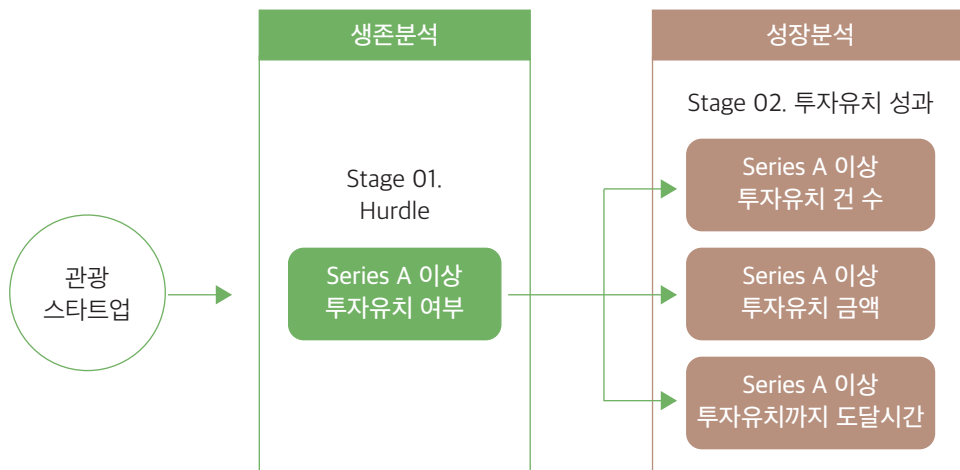 생존분석
성장분석
관광
스타트업
Stage 01.
Hurdle
Series A 이상
투자유치 여부
Stage 02. 투자유치 성과
Series A 이상
투자유치 건 수
Series A 이상
투자유치 금액
Series A 이상
투자유치까지 도달시간